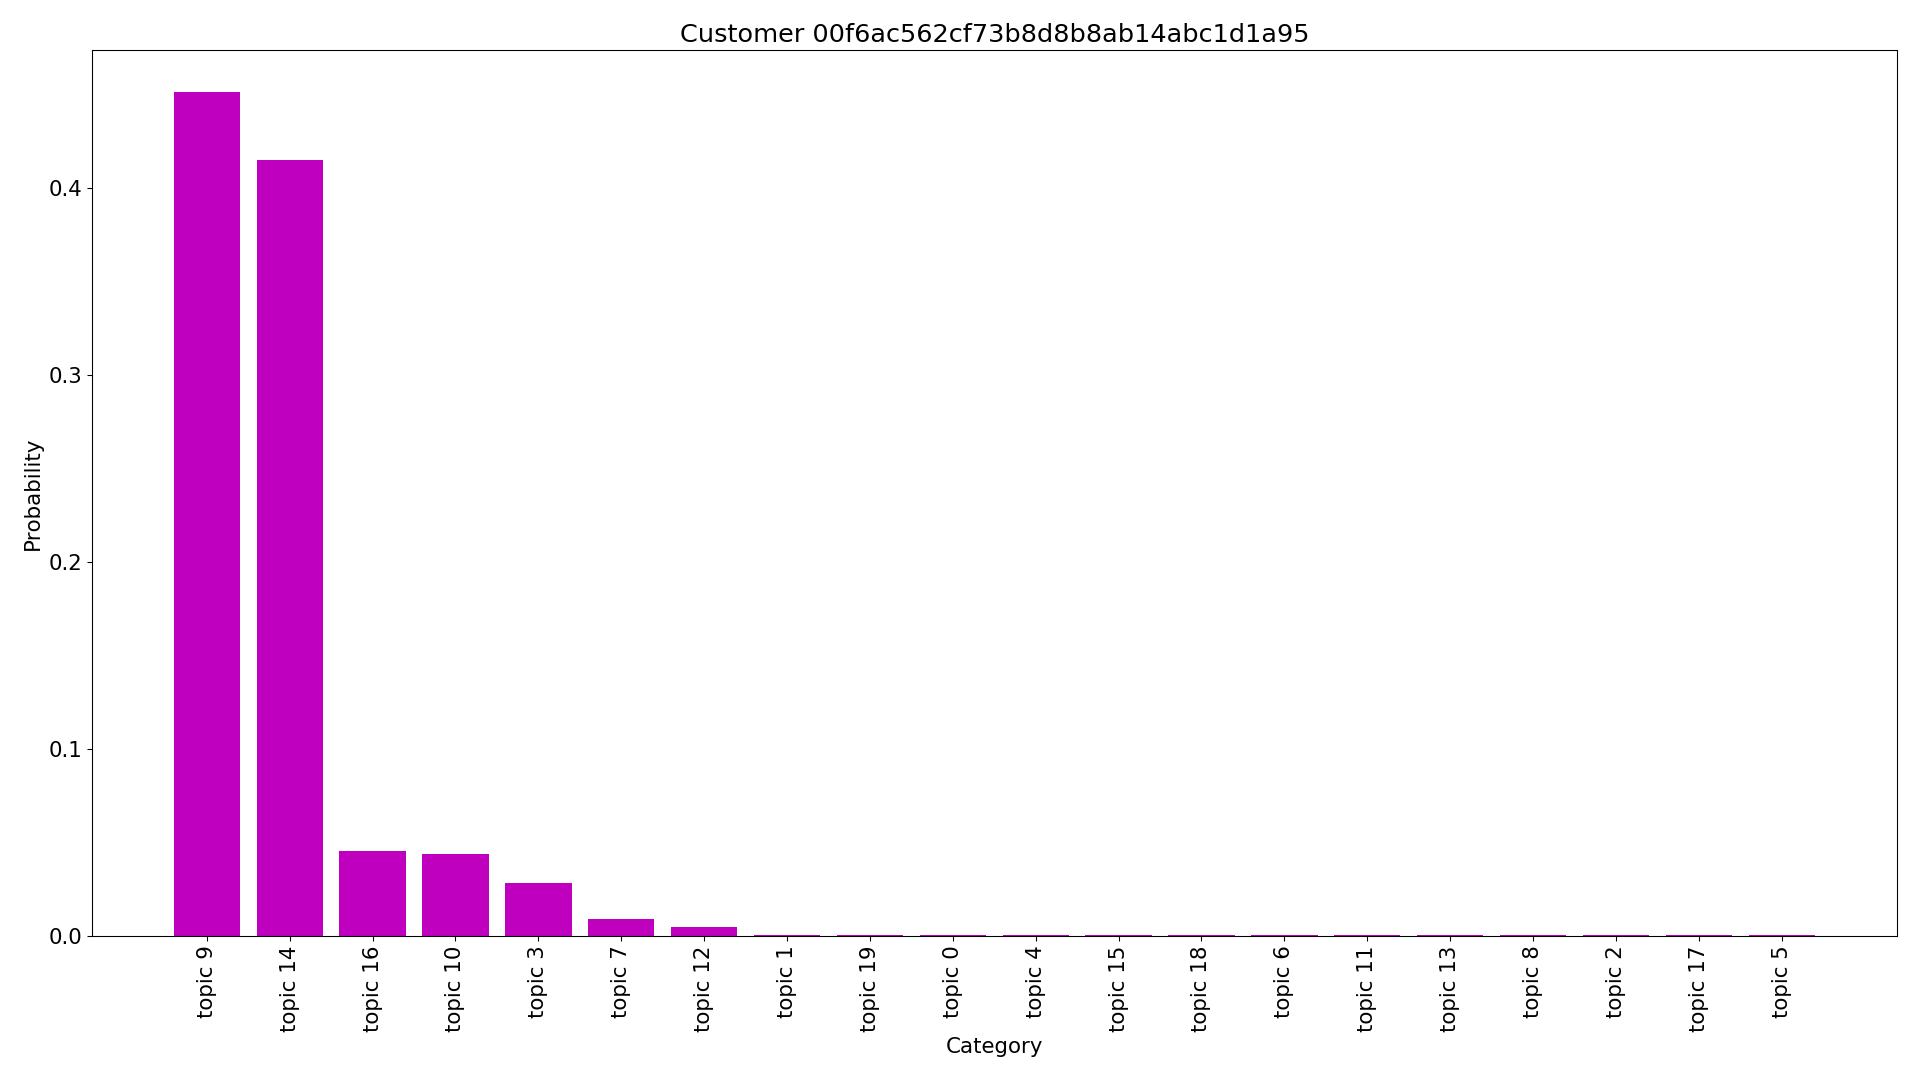 Customer 00f6ac562cf73b8d8b8ab14abc1d1a95
Probability
0.4
0.3
0.2
0.1
0.0
topic 9
topic 14
topic 16
topic 10
topic 3
topic 7
topic 12
topic 1
topic 19
topic 0
topic 4
topic 15
topic 18
topic 6
topic 11
topic 13
topic 8
topic 2
topic 17
topic 5
Category